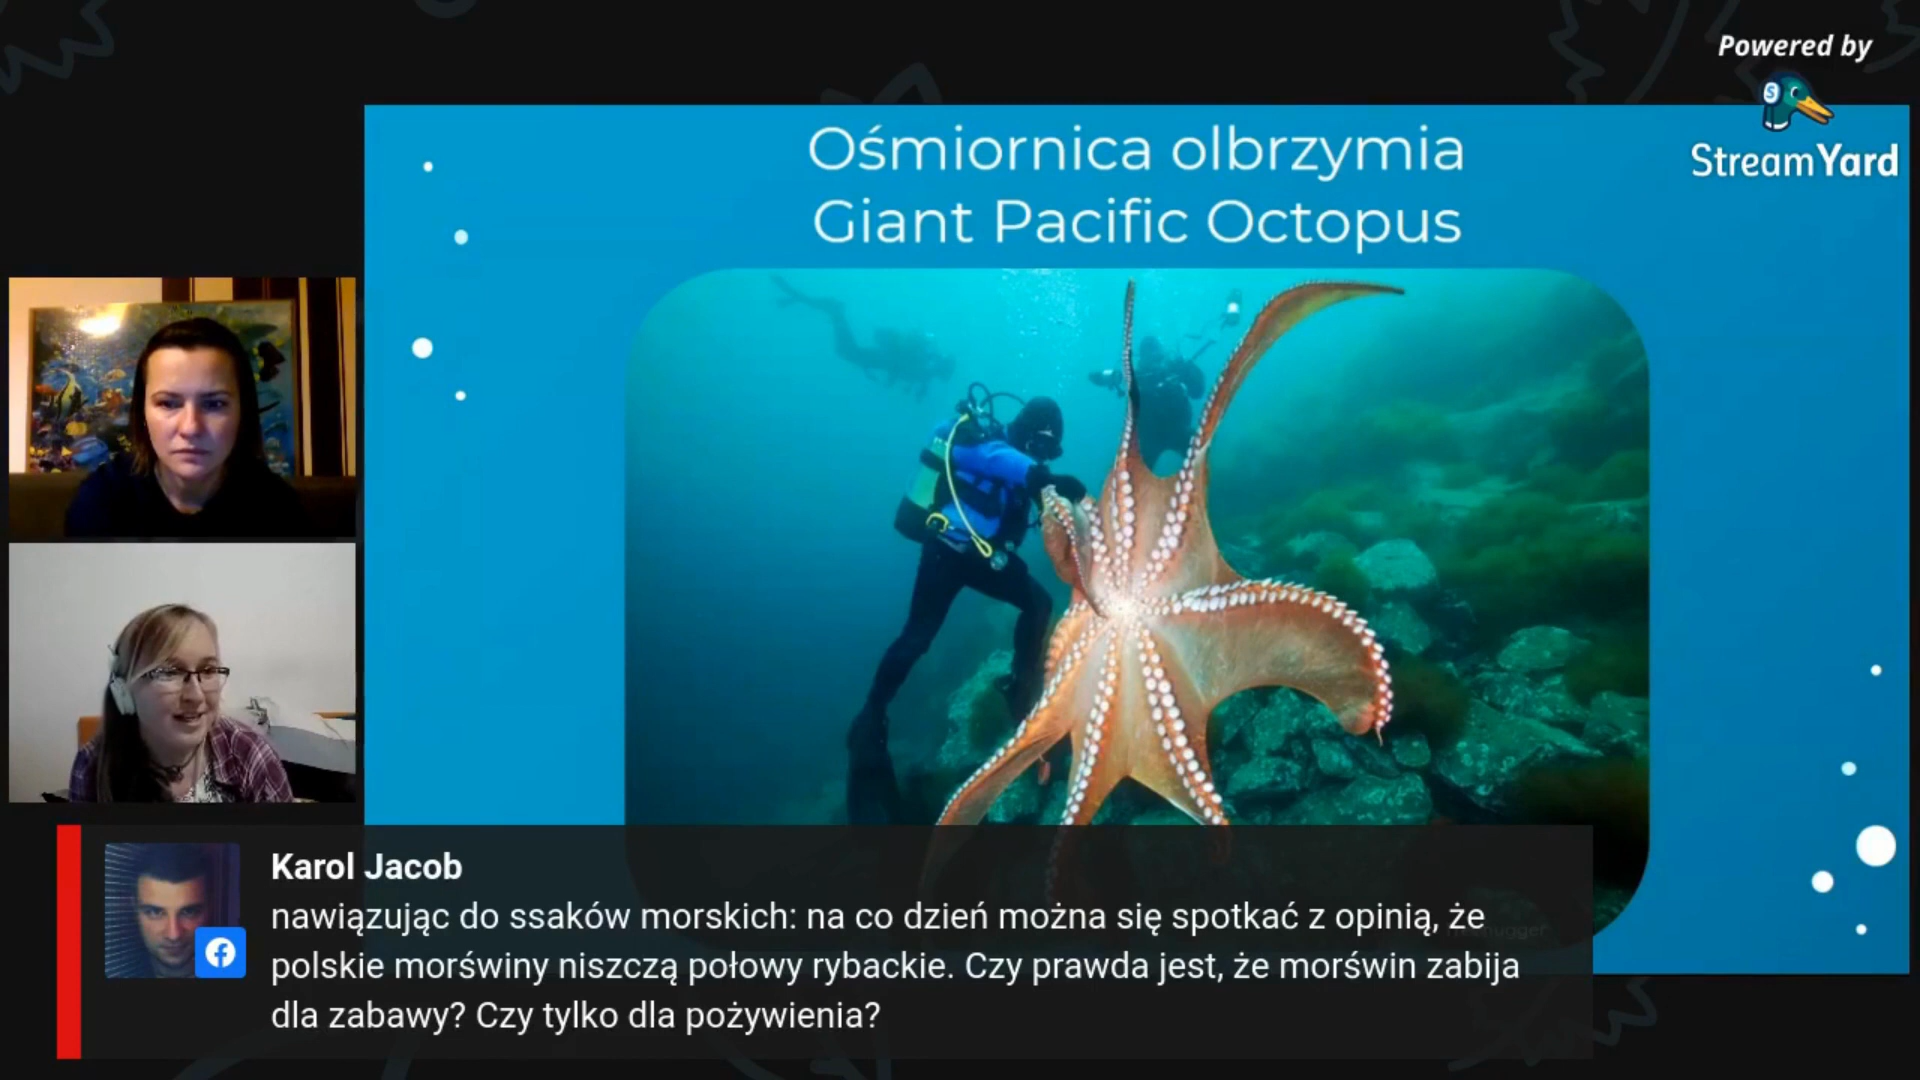 Powered by
StreamYard
Ośmiornica olbrzymia
Giant Pacific Octopus
Karol Jacob
nawiązując do ssaków morskich: na co dzień można się spotkać z opinią, że
polskie morświny niszczą połowy rybackie. Czy prawda jest, że morświn zabija
dla zabawy? Czy tylko dla pożywienia?